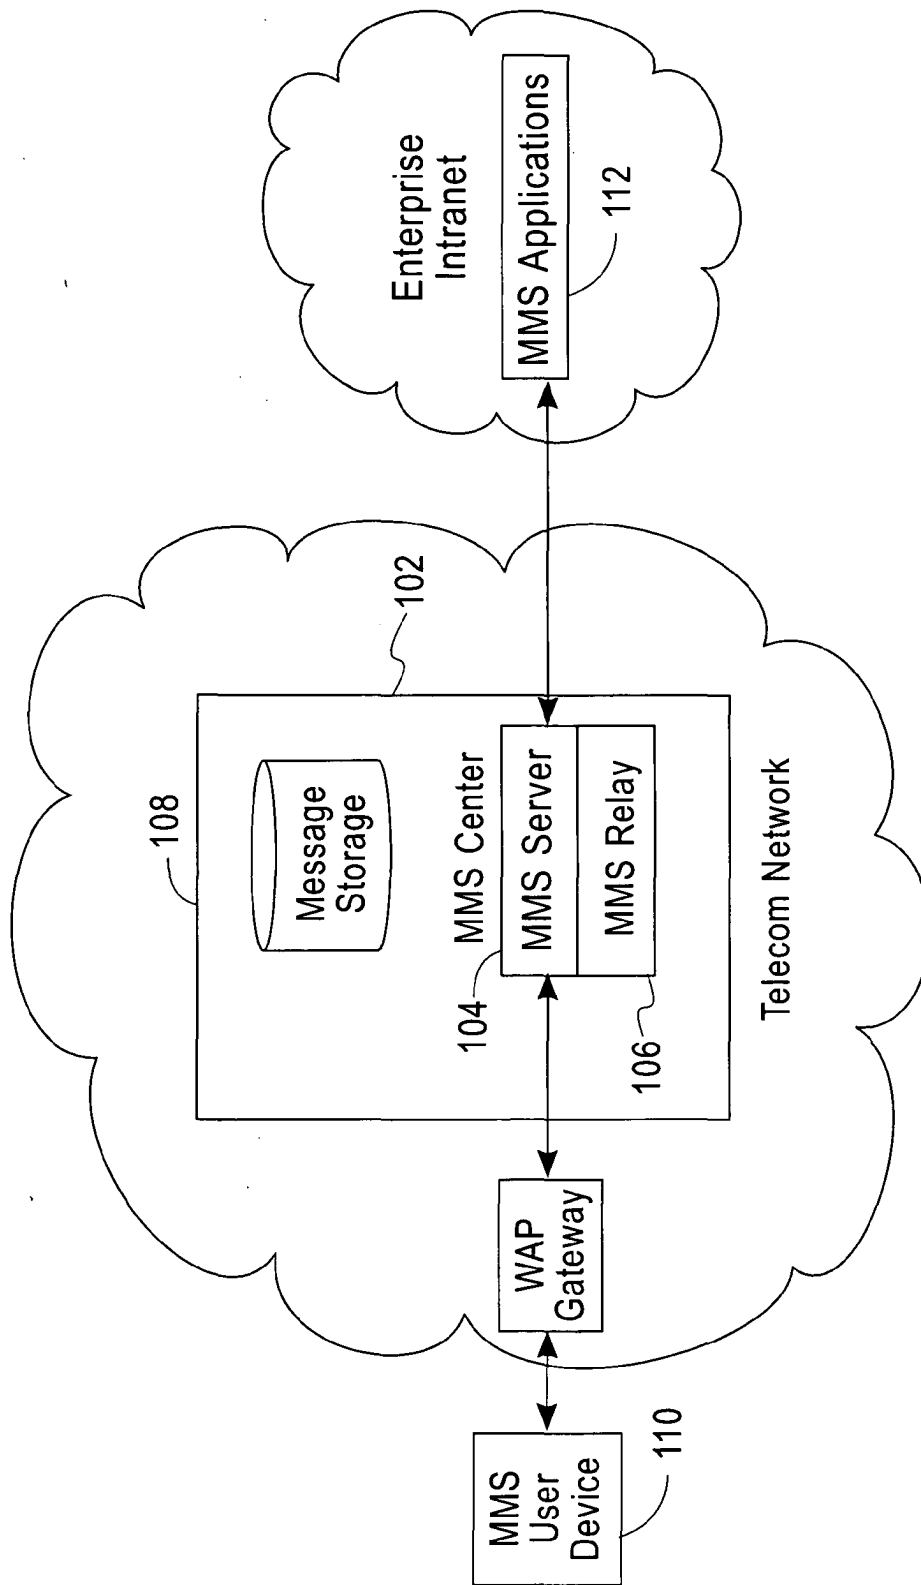 108
102
Message
Storage
MMS Center
104
MMS Server
MMS Relay
106
WAP
Gateway
MMS
User
Device
110
Telecom Network
Enterprise
Intranet
MMS Applications
112